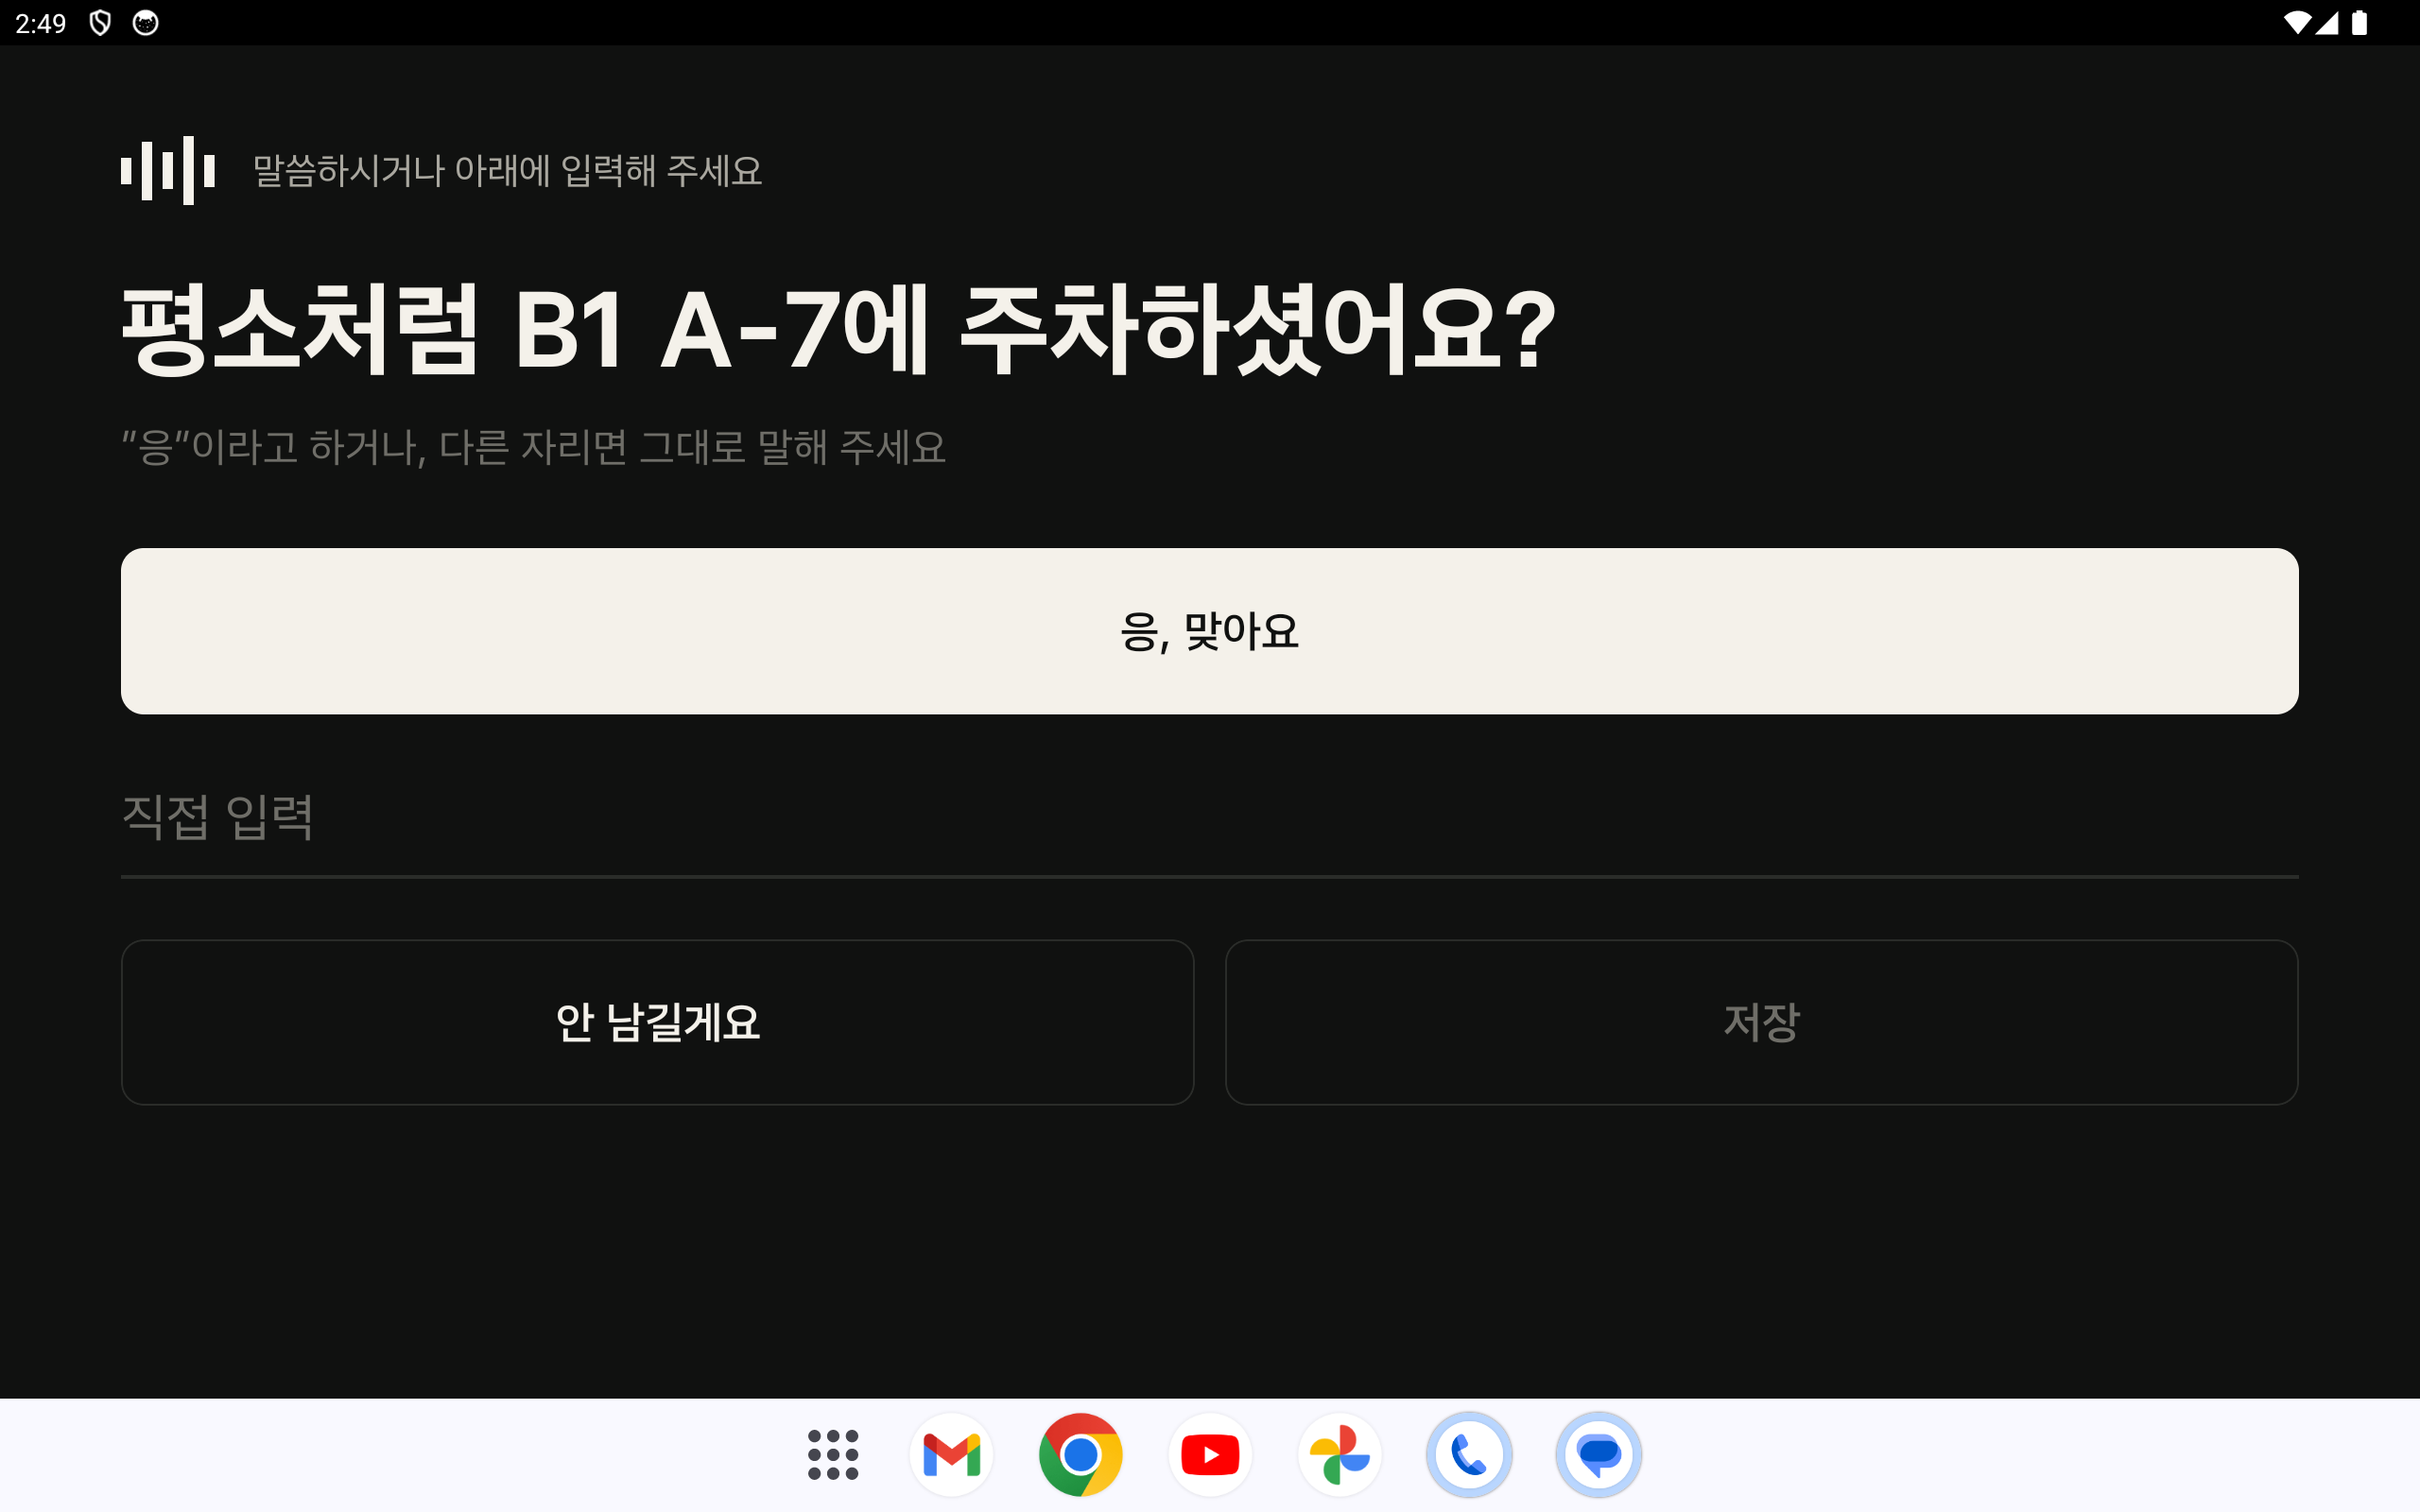 2:49
말씀하시거나 아래에 입력해 주세요
평소처럼 B1 A-7에 주차하셨어요?
"응"이라고 하거나, 다른 자리면 그대로 말해 주세요
응, 맞아요
직접 입력
안 남길게요
저장